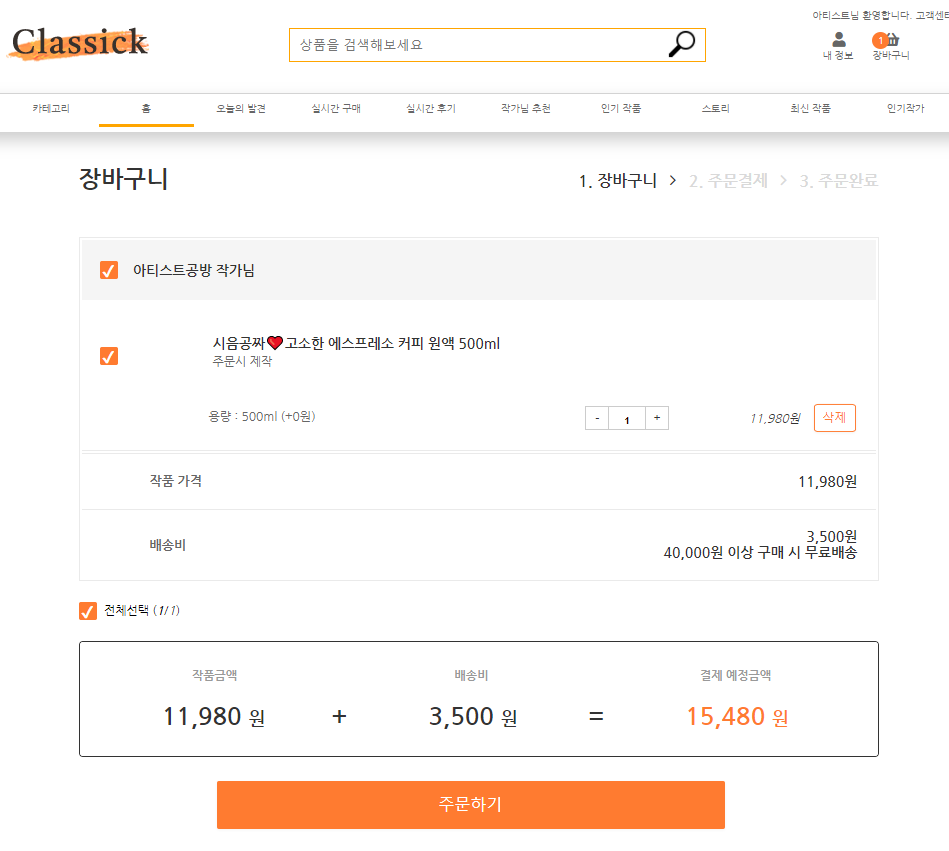 아티스트님 환영합니다. 고객센터
Classick
상품을 검색해보세요
1
내 정보
장바구니
카테고리
홈
오늘의 발견
실시간 구매
실시간 후기
작가님 추천
인기 작품
스토리
최신 작품
인기작가
장바구니
1. 장바구니 > 2. 주문결제 > 3. 주문완료
아티스트공방 작가님
시음공짜❤고소한 에스프레소 커피 원액 500ml
주문시 제작
용량 : 500ml (+0원)
- 1 +
11,980원
삭제
작품 가격
11,980원
배송비
3,500원
40,000원 이상 구매 시 무료배송
전체선택 (1/1)
작품금액
배송비
결제 예정금액
11,980 원 + 3,500 원 = 15,480 원
주문하기